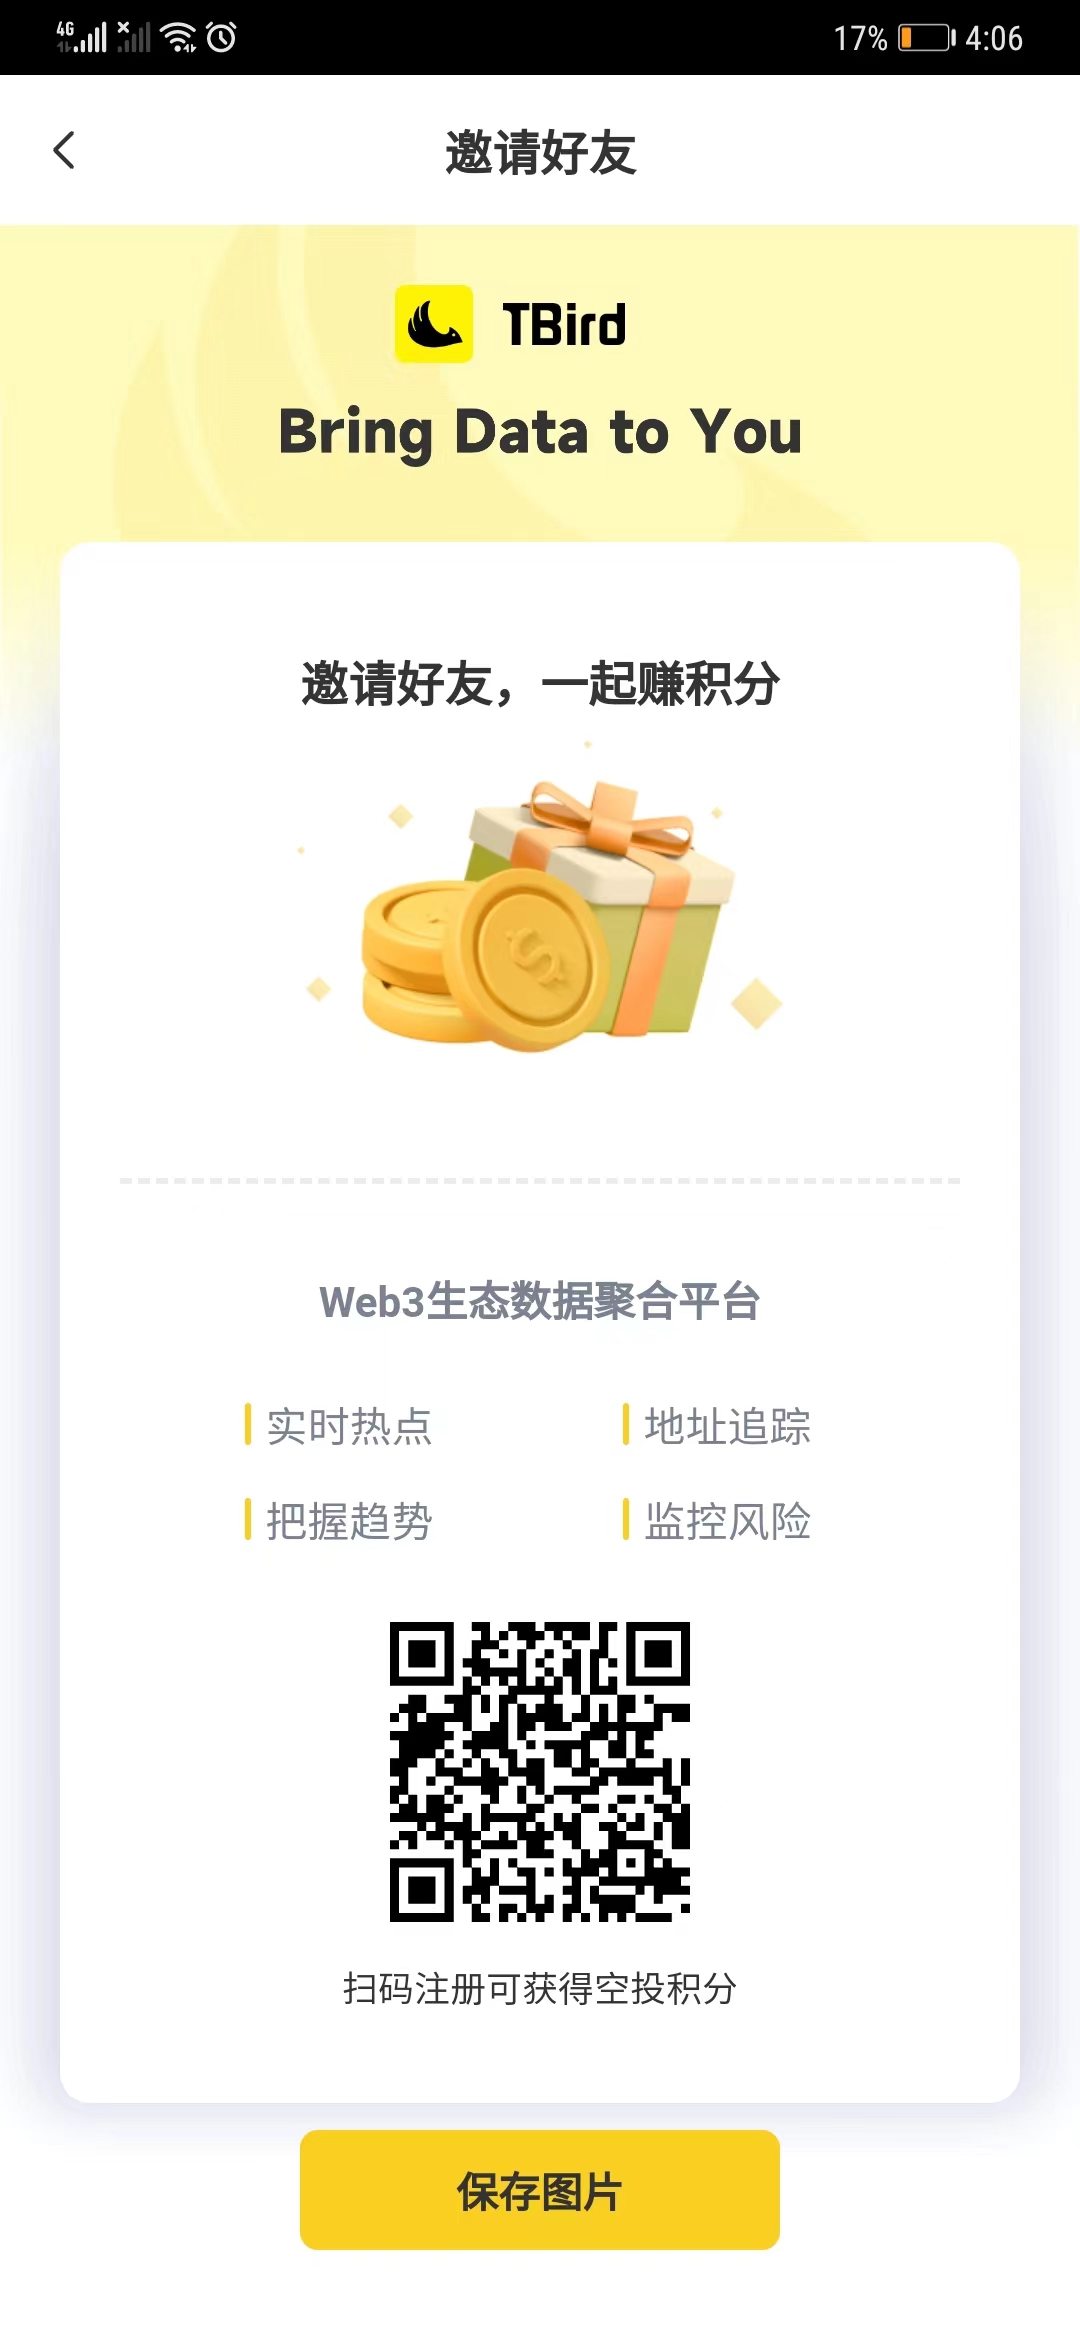 4G
17% 4:06
邀请好友
TBird
Bring Data to You
邀请好友，一起赚积分
Web3生态数据聚合平台
实时热点
地址追踪
把握趋势
监控风险
扫码注册可获得空投积分
保存图片